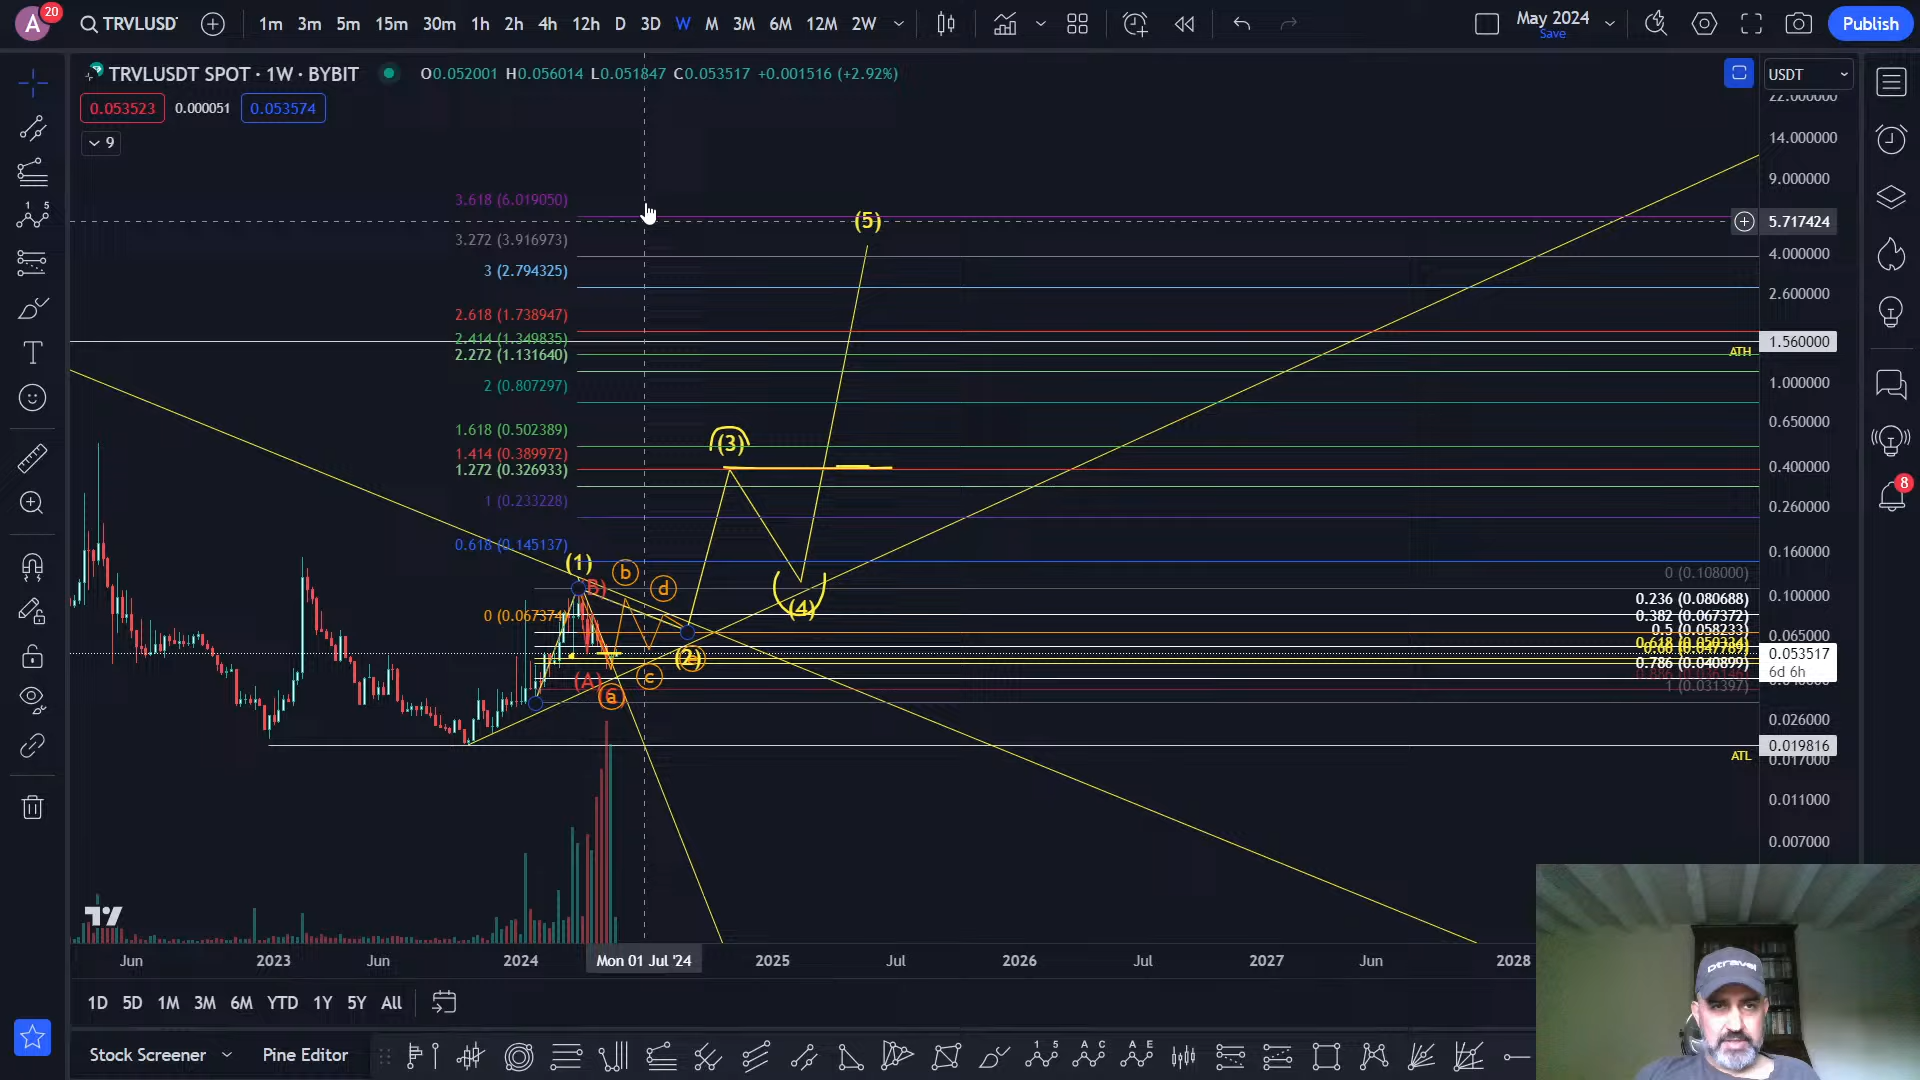 A
20
TRVLUSDT
1m 3m 5m 15m 30m 1h 2h 4h 12h D 3D W M 3M 6M 12M 2W
May 2024
Save
Publish
TRVLUSDT SPOT · 1W · BYBIT
O0.052001 H0.056014 L0.051847 C0.053517 +0.001516 (+2.92%)
USDT
0.053523
0.000051
0.053574
9
22.000000
14.000000
9.000000
5.717424
4.000000
2.600000
1.560000
ATH
1.000000
0.650000
0.400000
0.260000
0.160000
0.100000
0.065000
0.053517
6d 6h
0.026000
0.019816
ATL
0.017000
0.011000
0.007000
3.618 (6.019050)
3.272 (3.916973)
3 (2.794325)
2.618 (1.738947)
2.414 (1.349835)
2.272 (1.131640)
2 (0.807297)
1.618 (0.502389)
1.414 (0.389972)
1.272 (0.326933)
1 (0.233228)
0.618 (0.145137)
0 (0.067374)
(5)
(3)
(4)
(1)
B)
b
d
(2)
c
(A)
a
0 (0.108000)
0.236 (0.080688)
0.382 (0.067372)
0.5 (0.058233)
0.786 (0.040899)
1 (0.031397)
8
Jun 2023 Jun 2024 Mon 01 Jul '24 2025 Jul 2026 Jul 2027 Jun 2028
1D 5D 1M 3M 6M YTD 1Y 5Y All
Stock Screener
Pine Editor
dtravel